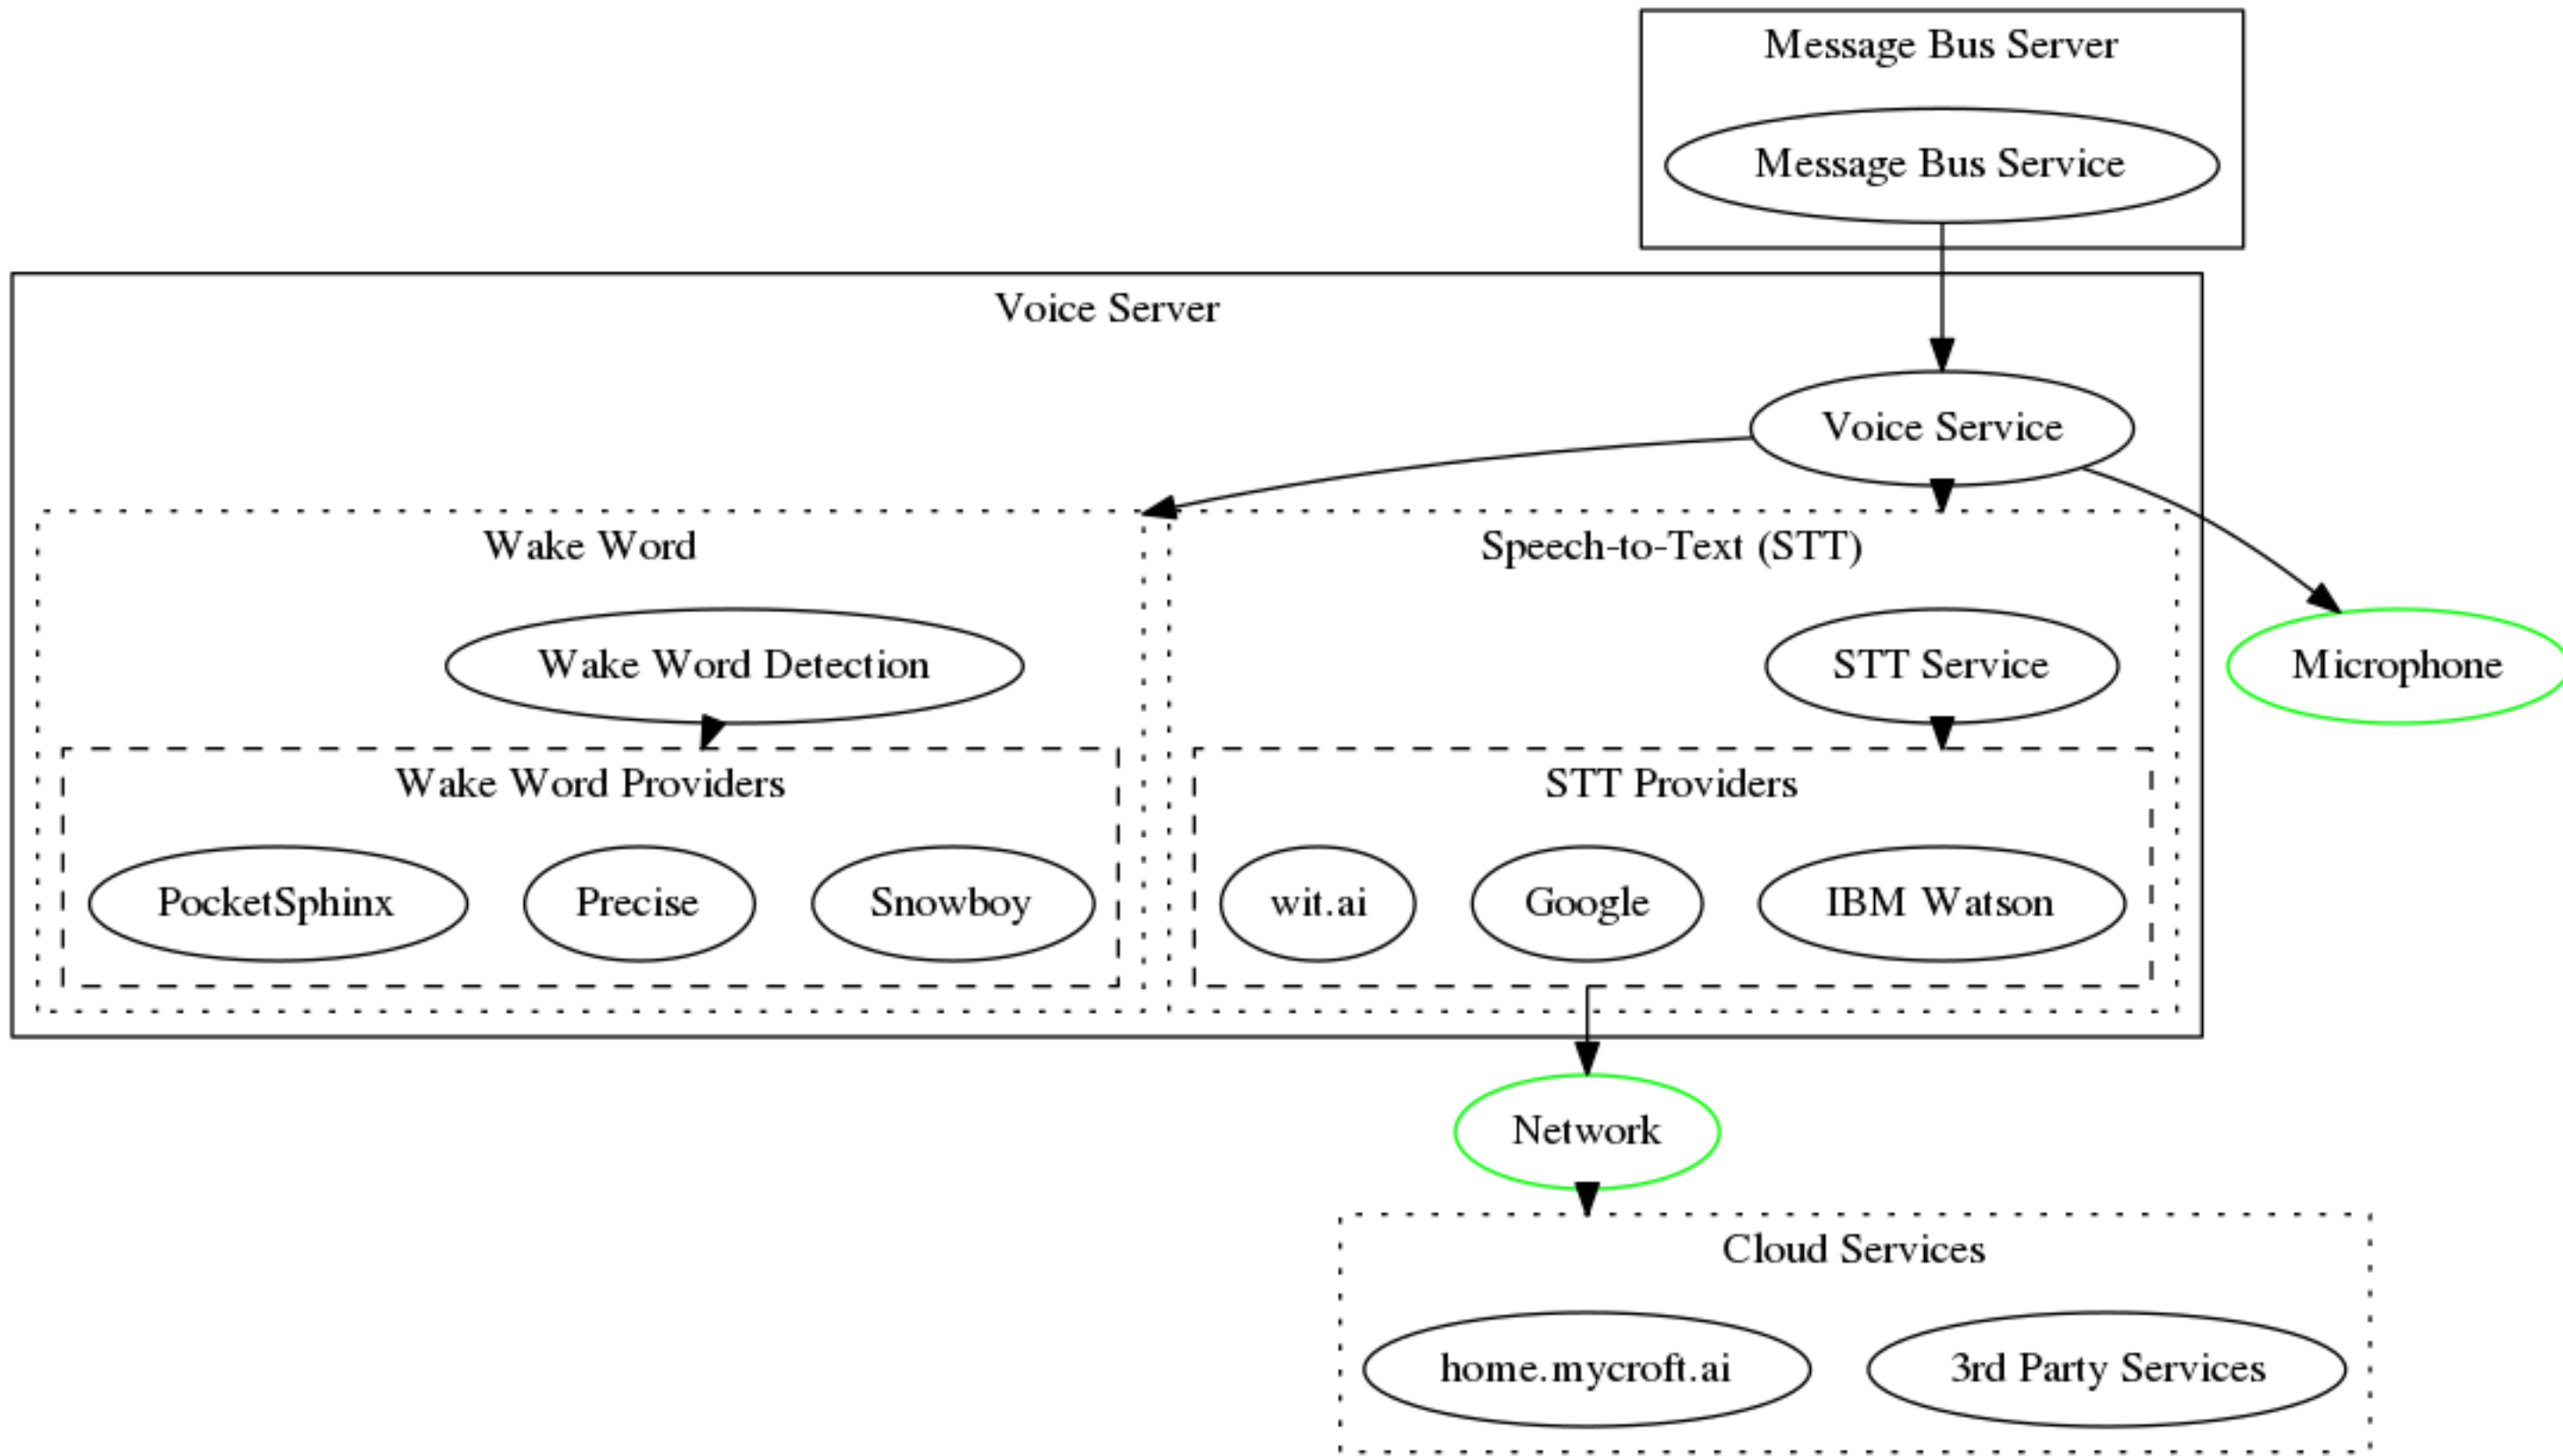 Message Bus Server
Message Bus Service
Voice Server
Voice Service
Wake Word
Speech-to-Text (STT)
Wake Word Detection
STT Service
Microphone
Wake Word Providers
STT Providers
PocketSphinx
Precise
Snowboy
wit.ai
Google
IBM Watson
Network
Cloud Services
home.mycroft.ai
3rd Party Services